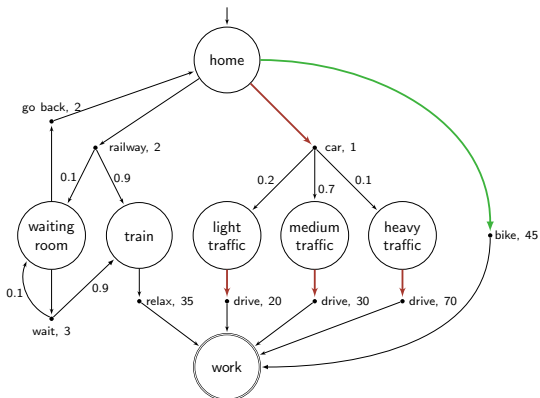 home
go back, 2
railway, 2
car, 1
0.1
0.9
0.2
0.7
0.1
waiting
room
train
light
traffic
medium
traffic
heavy
traffic
bike, 45
0.1
0.9
wait, 3
relax, 35
drive, 20
drive, 30
drive, 70
work